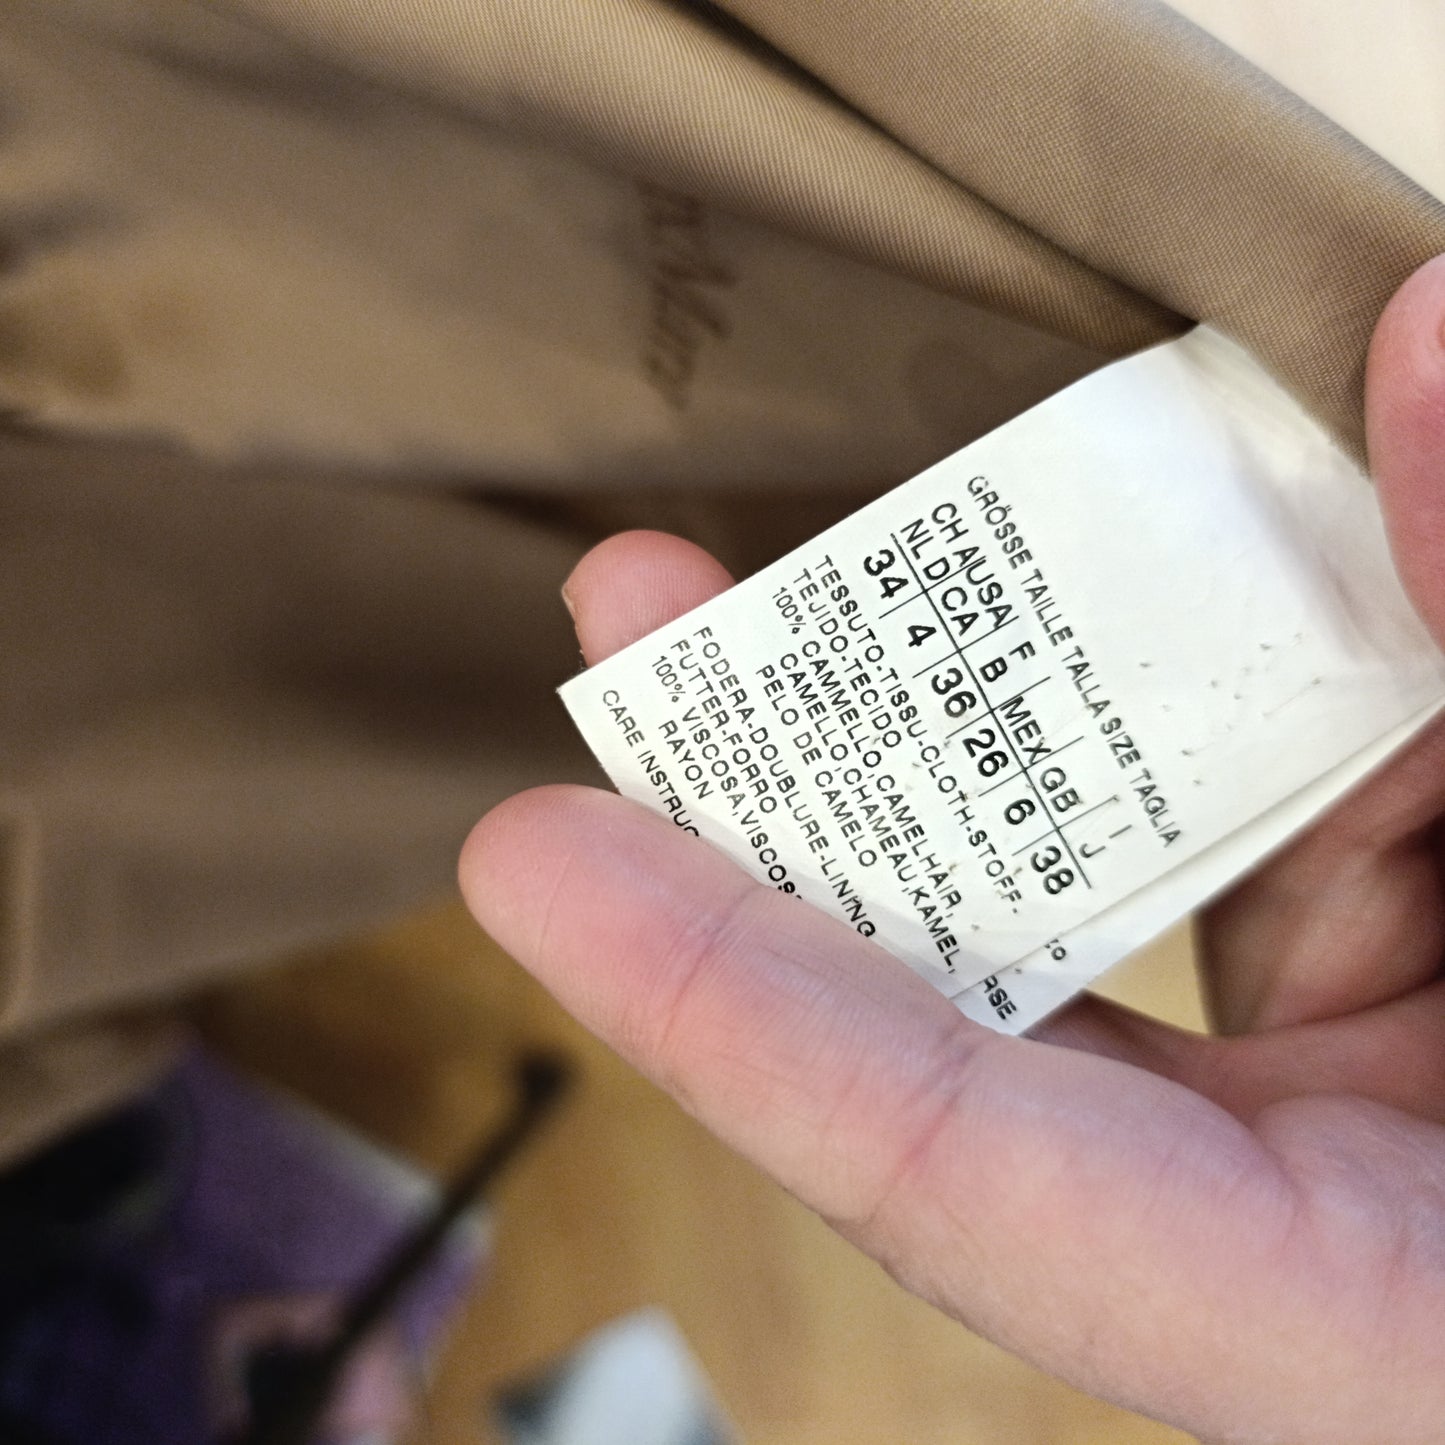 GRÖSSE TAILLE TALLA SIZE TAGLIA
CH A USA F I
NL D CA B MEX GB J
34 4 36 26 6 38
TESSUTO-TISSU-CLOTH-STOFF-
TEJIDO-TECIDO
100% CAMMELLO,CAMELHAIR,
CAMELLO,CHAMEAU,KAMEL,
PELO DE CAMELO
FODERA-DOUBLURE-LINING
FUTTER-FORRO
100% VISCOSA,VISCOS
RAYON
CARE INSTRUC
RSE